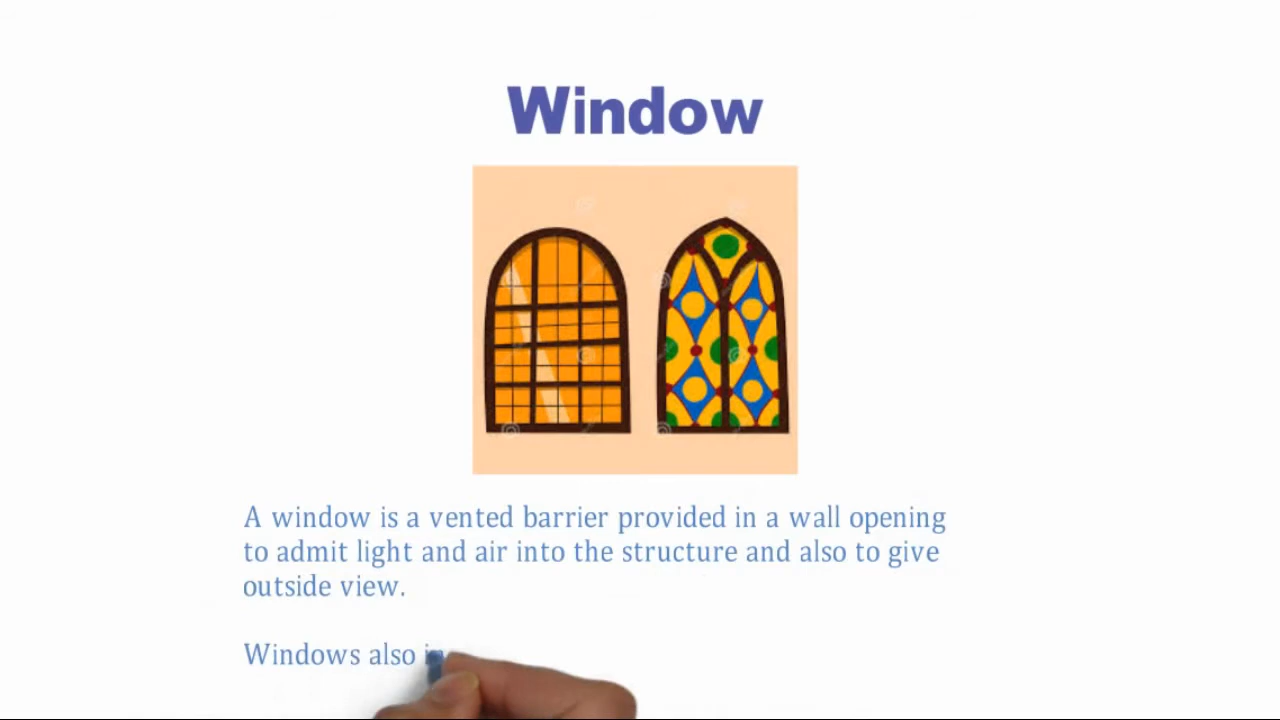 Window
A window is a vented barrier provided in a wall opening
to admit light and air into the structure and also to give
outside view.
Windows also